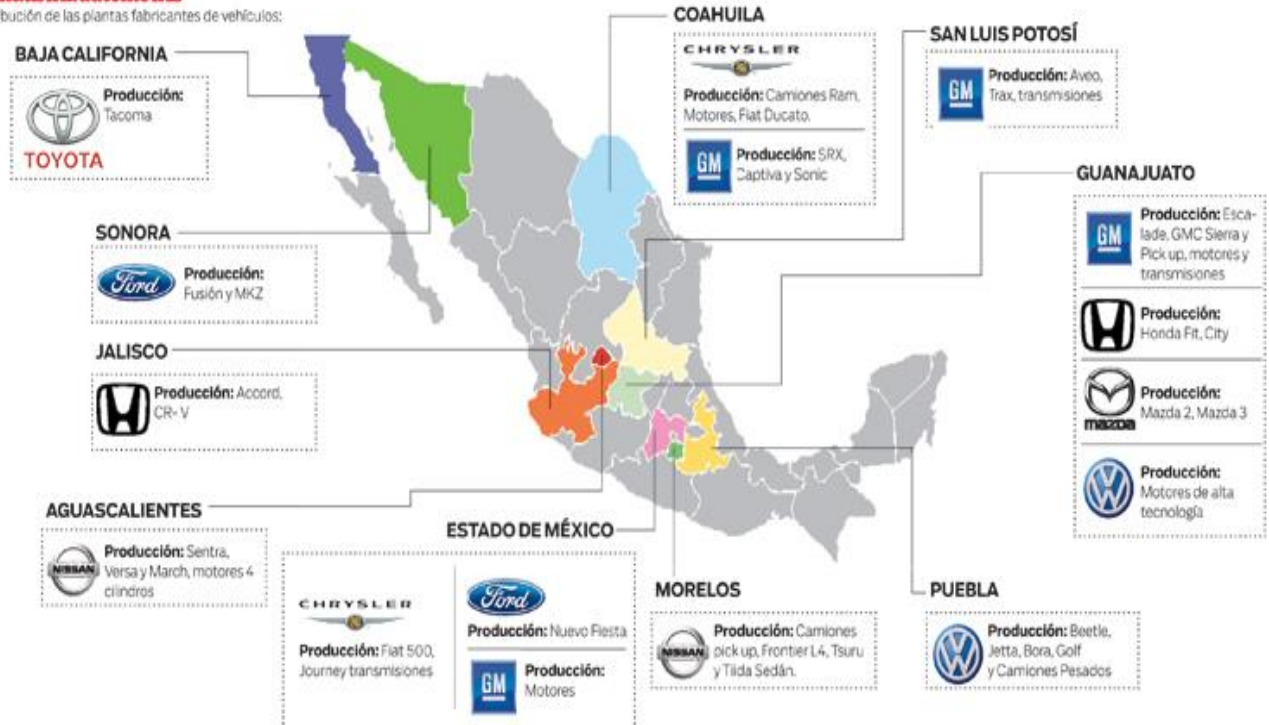 bución de las plantas fabricantes de vehículos:
BAJA CALIFORNIA
TOYOTA
Producción:
Tacoma
SONORA
Ford
Producción:
Fusión y MKZ
JALISCO
Producción: Accord,
CR- V
AGUASCALIENTES
NISSAN
Producción: Sentra,
Versa y March, motores 4
cilindros
ESTADO DE MÉXICO
CHRYSLER
Producción: Fiat 500,
Journey transmisiones
Ford
Producción: Nuevo Fiesta
GM
Producción:
Motores
COAHUILA
CHRYSLER
Producción: Camiones Ram,
Motores, Fiat Ducato.
GM
Producción: SRX,
Captiva y Sonic
SAN LUIS POTOSÍ
GM
Producción: Aveo,
Trax, transmisiones
GUANAJUATO
GM
Producción: Esca-
lade, GMC Sierra y
Pick up, motores y
transmisiones
Producción:
Honda Fit, City
mazda
Producción:
Mazda 2, Mazda 3
Producción:
Motores de alta
tecnología
MORELOS
NISSAN
Producción: Camiones
pick up, Frontier L4, Tsuru
y Tiida Sedán.
PUEBLA
Producción: Beetle,
Jetta, Bora, Golf
y Camiones Pesados